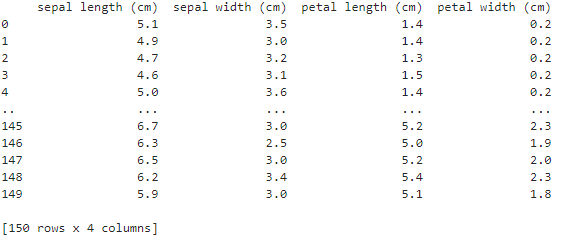 sepal length (cm) sepal width (cm) petal length (cm) petal width (cm)
0 5.1 3.5 1.4 0.2
1 4.9 3.0 1.4 0.2
2 4.7 3.2 1.3 0.2
3 4.6 3.1 1.5 0.2
4 5.0 3.6 1.4 0.2
.. ... ... ... ...
145 6.7 3.0 5.2 2.3
146 6.3 2.5 5.0 1.9
147 6.5 3.0 5.2 2.0
148 6.2 3.4 5.4 2.3
149 5.9 3.0 5.1 1.8
[150 rows x 4 columns]